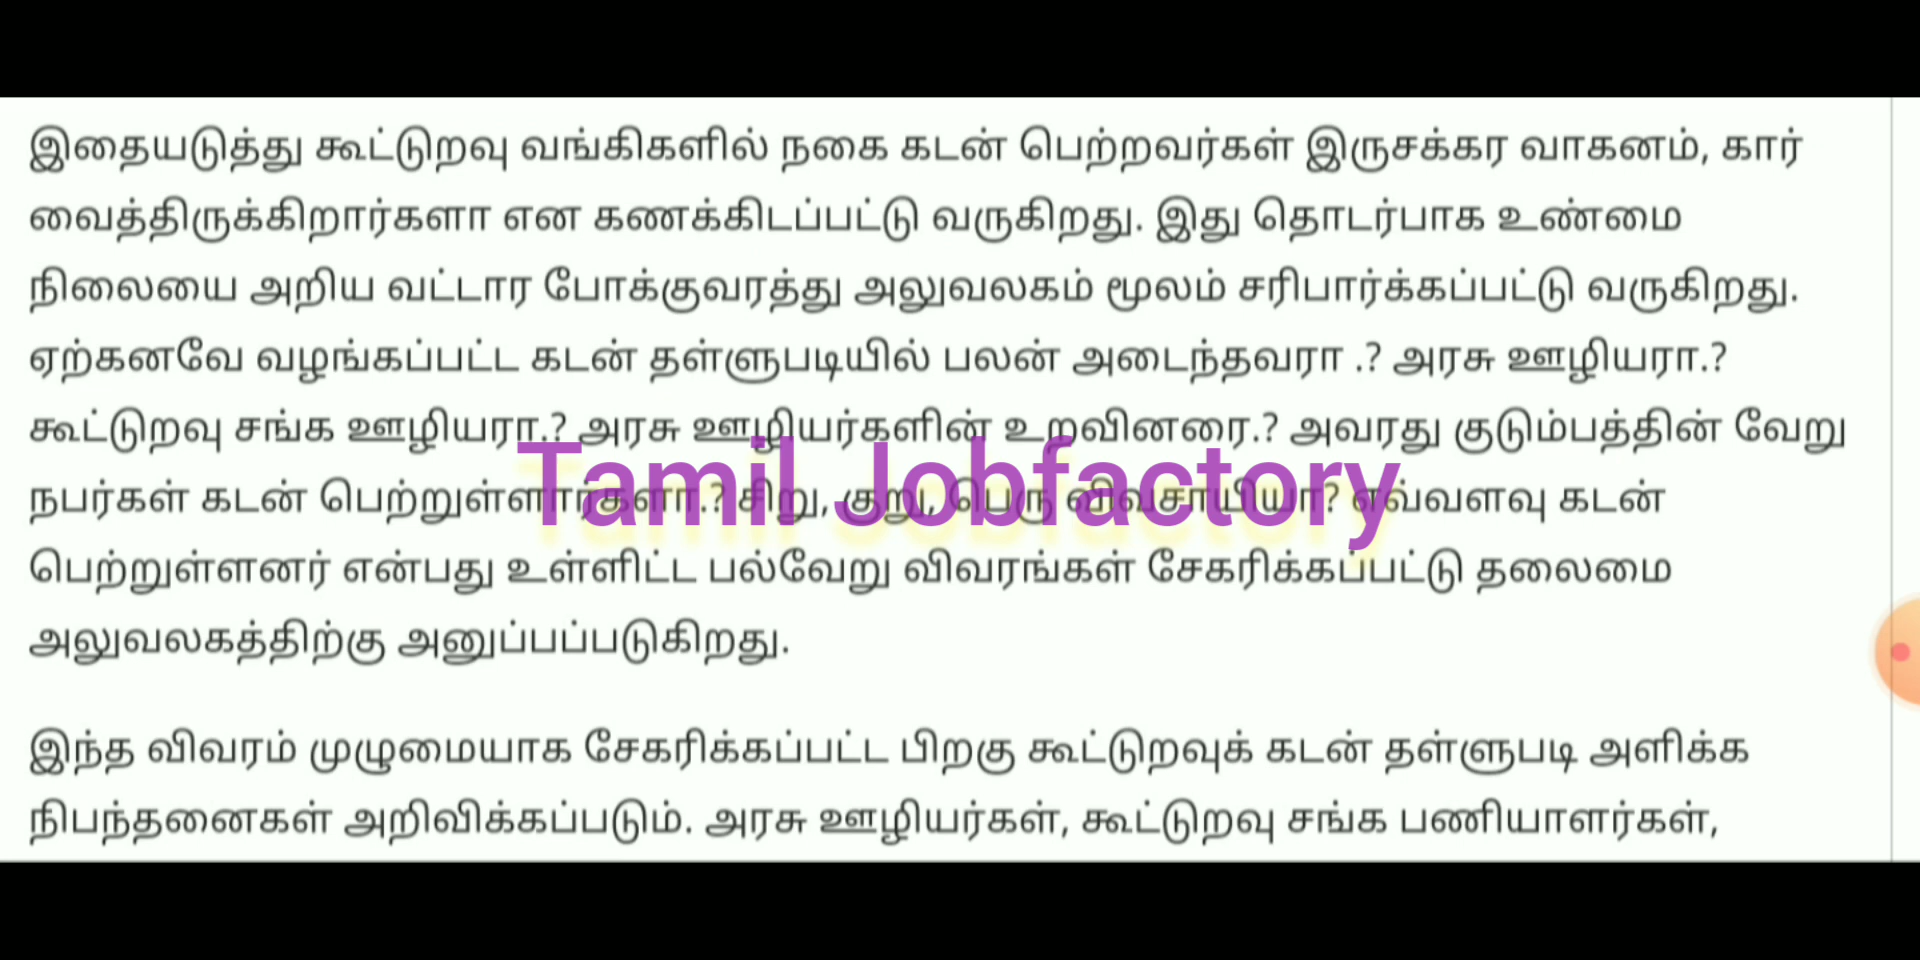 இதையடுத்து கூட்டுறவு வங்கிகளில் நகை கடன் பெற்றவர்கள் இருசக்கர வாகனம், கார்
வைத்திருக்கிறார்களா என கணக்கிடப்பட்டு வருகிறது. இது தொடர்பாக உண்மை
நிலையை அறிய வட்டார போக்குவரத்து அலுவலகம் மூலம் சரிபார்க்கப்பட்டு வருகிறது.
ஏற்கனவே வழங்கப்பட்ட கடன் தள்ளுபடியில் பலன் அடைந்தவரா .? அரசு ஊழியரா.?
கூட்டுறவு சங்க ஊழியரா.? அரசு ஊழியர்களின் உறவினரை.? அவரது குடும்பத்தின் வேறு
நபர்கள் கடன் பெற்றுள்ளார்களா.? சிறு, குறு, பெரு விவசாயியா? எவ்வளவு கடன்
Tamil Jobfactory
பெற்றுள்ளனர் என்பது உள்ளிட்ட பல்வேறு விவரங்கள் சேகரிக்கப்பட்டு தலைமை
அலுவலகத்திற்கு அனுப்பப்படுகிறது.
இந்த விவரம் முழுமையாக சேகரிக்கப்பட்ட பிறகு கூட்டுறவுக் கடன் தள்ளுபடி அளிக்க
நிபந்தனைகள் அறிவிக்கப்படும். அரசு ஊழியர்கள், கூட்டுறவு சங்க பணியாளர்கள்,